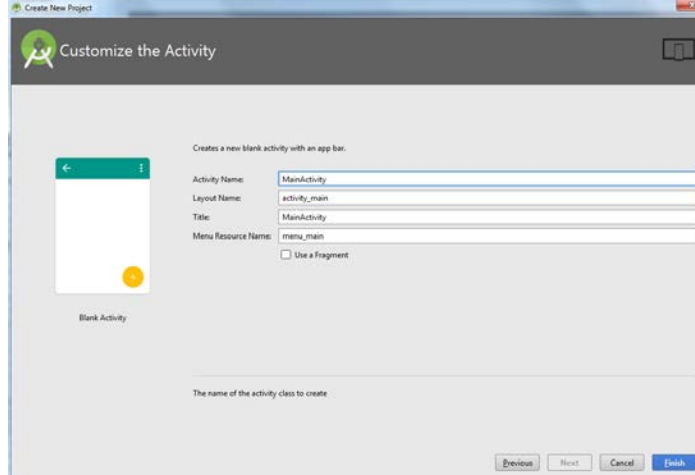 Create New Project
Customize the Activity
Creates a new blank activity with an app bar.
Activity Name: MainActivity
Layout Name: activity_main
Title: MainActivity
Menu Resource Name: menu_main
Use a Fragment
Blank Activity
The name of the activity class to create
Previous Next Cancel Finish